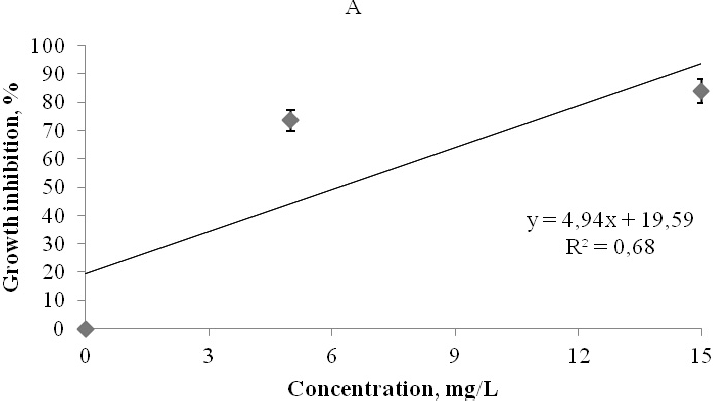 A
100
90
80
70
60
50
40
30
20
10
0
Growth inhibition, %
y = 4,94x + 19,59
R² = 0,68
0 3 6 9 12 15
Concentration, mg/L